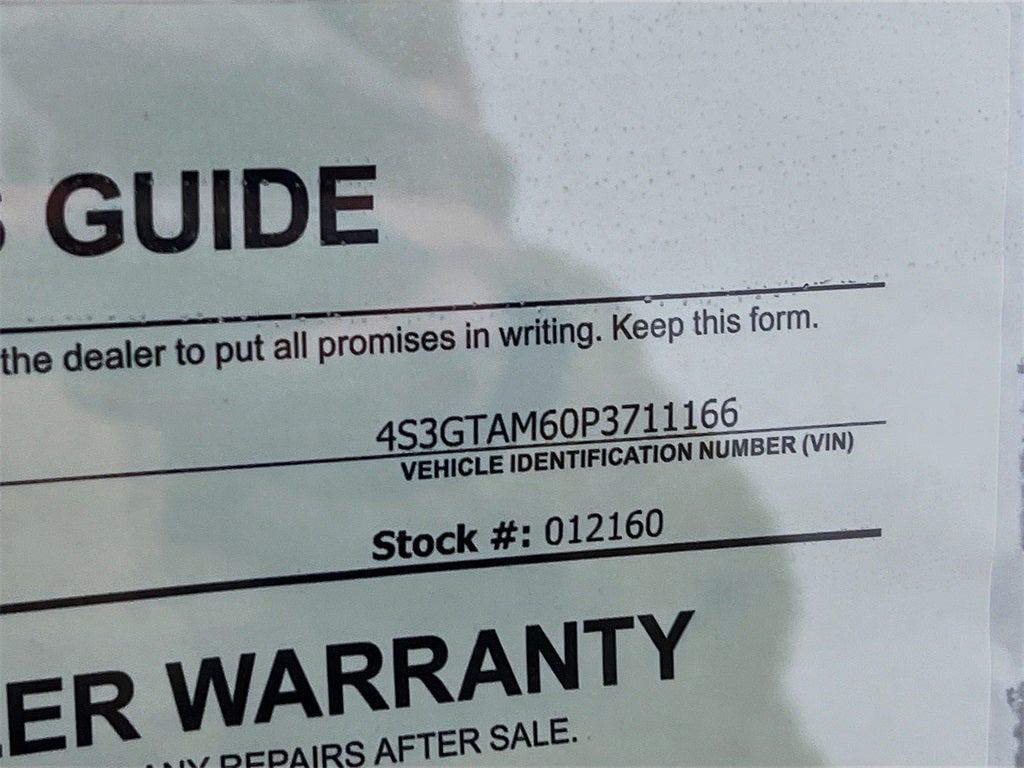 GUIDE
the dealer to put all promises in writing. Keep this form.
4S3GTAM60P3711166
VEHICLE IDENTIFICATION NUMBER (VIN)
Stock #: 012160
ER WARRANTY
ANY REPAIRS AFTER SALE.